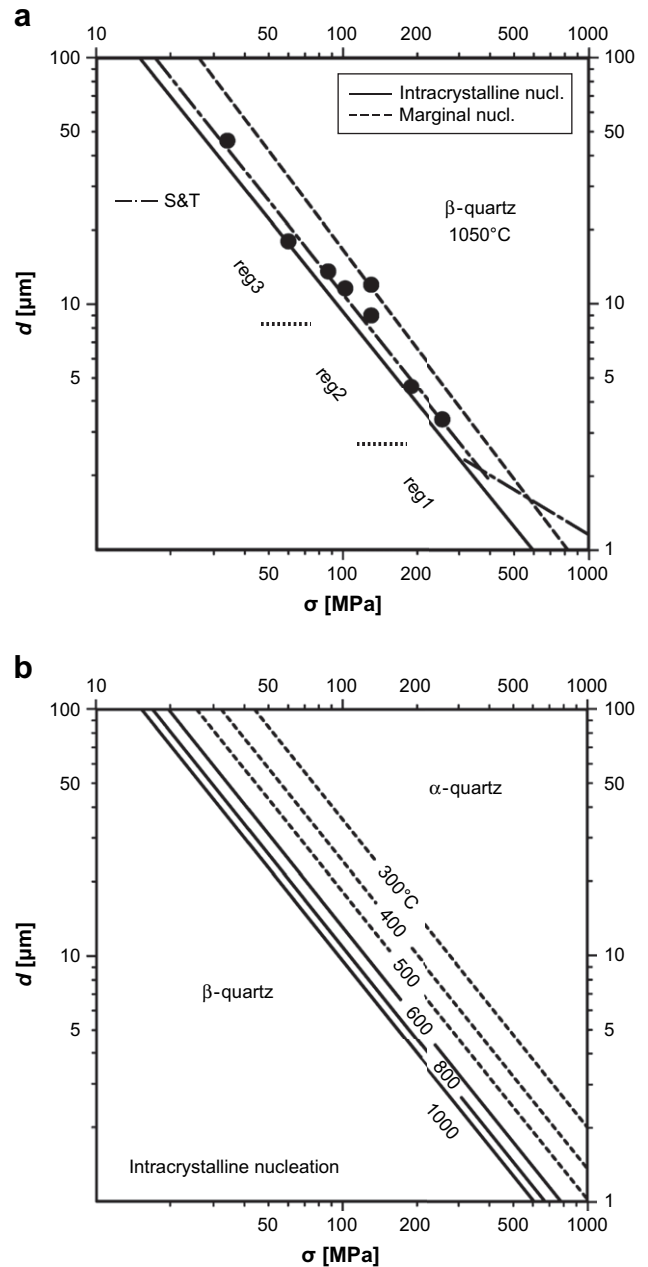 a
10 50 100 200 500 1000
100 100
Intracrystalline nucl.
Marginal nucl.
50 50
S&T
β-quartz
1050°C
d [µm]
reg3
10 10
reg2
5 5
reg1
1
50 100 200 500 1000
σ [MPa]
b
10 50 100 200 500 1000
100 100
α-quartz
50 50
300°C
400
d [µm]
10 500 10
β-quartz
600
5 5
800
1000
Intracrystalline nucleation
1
50 100 200 500 1000
σ [MPa]